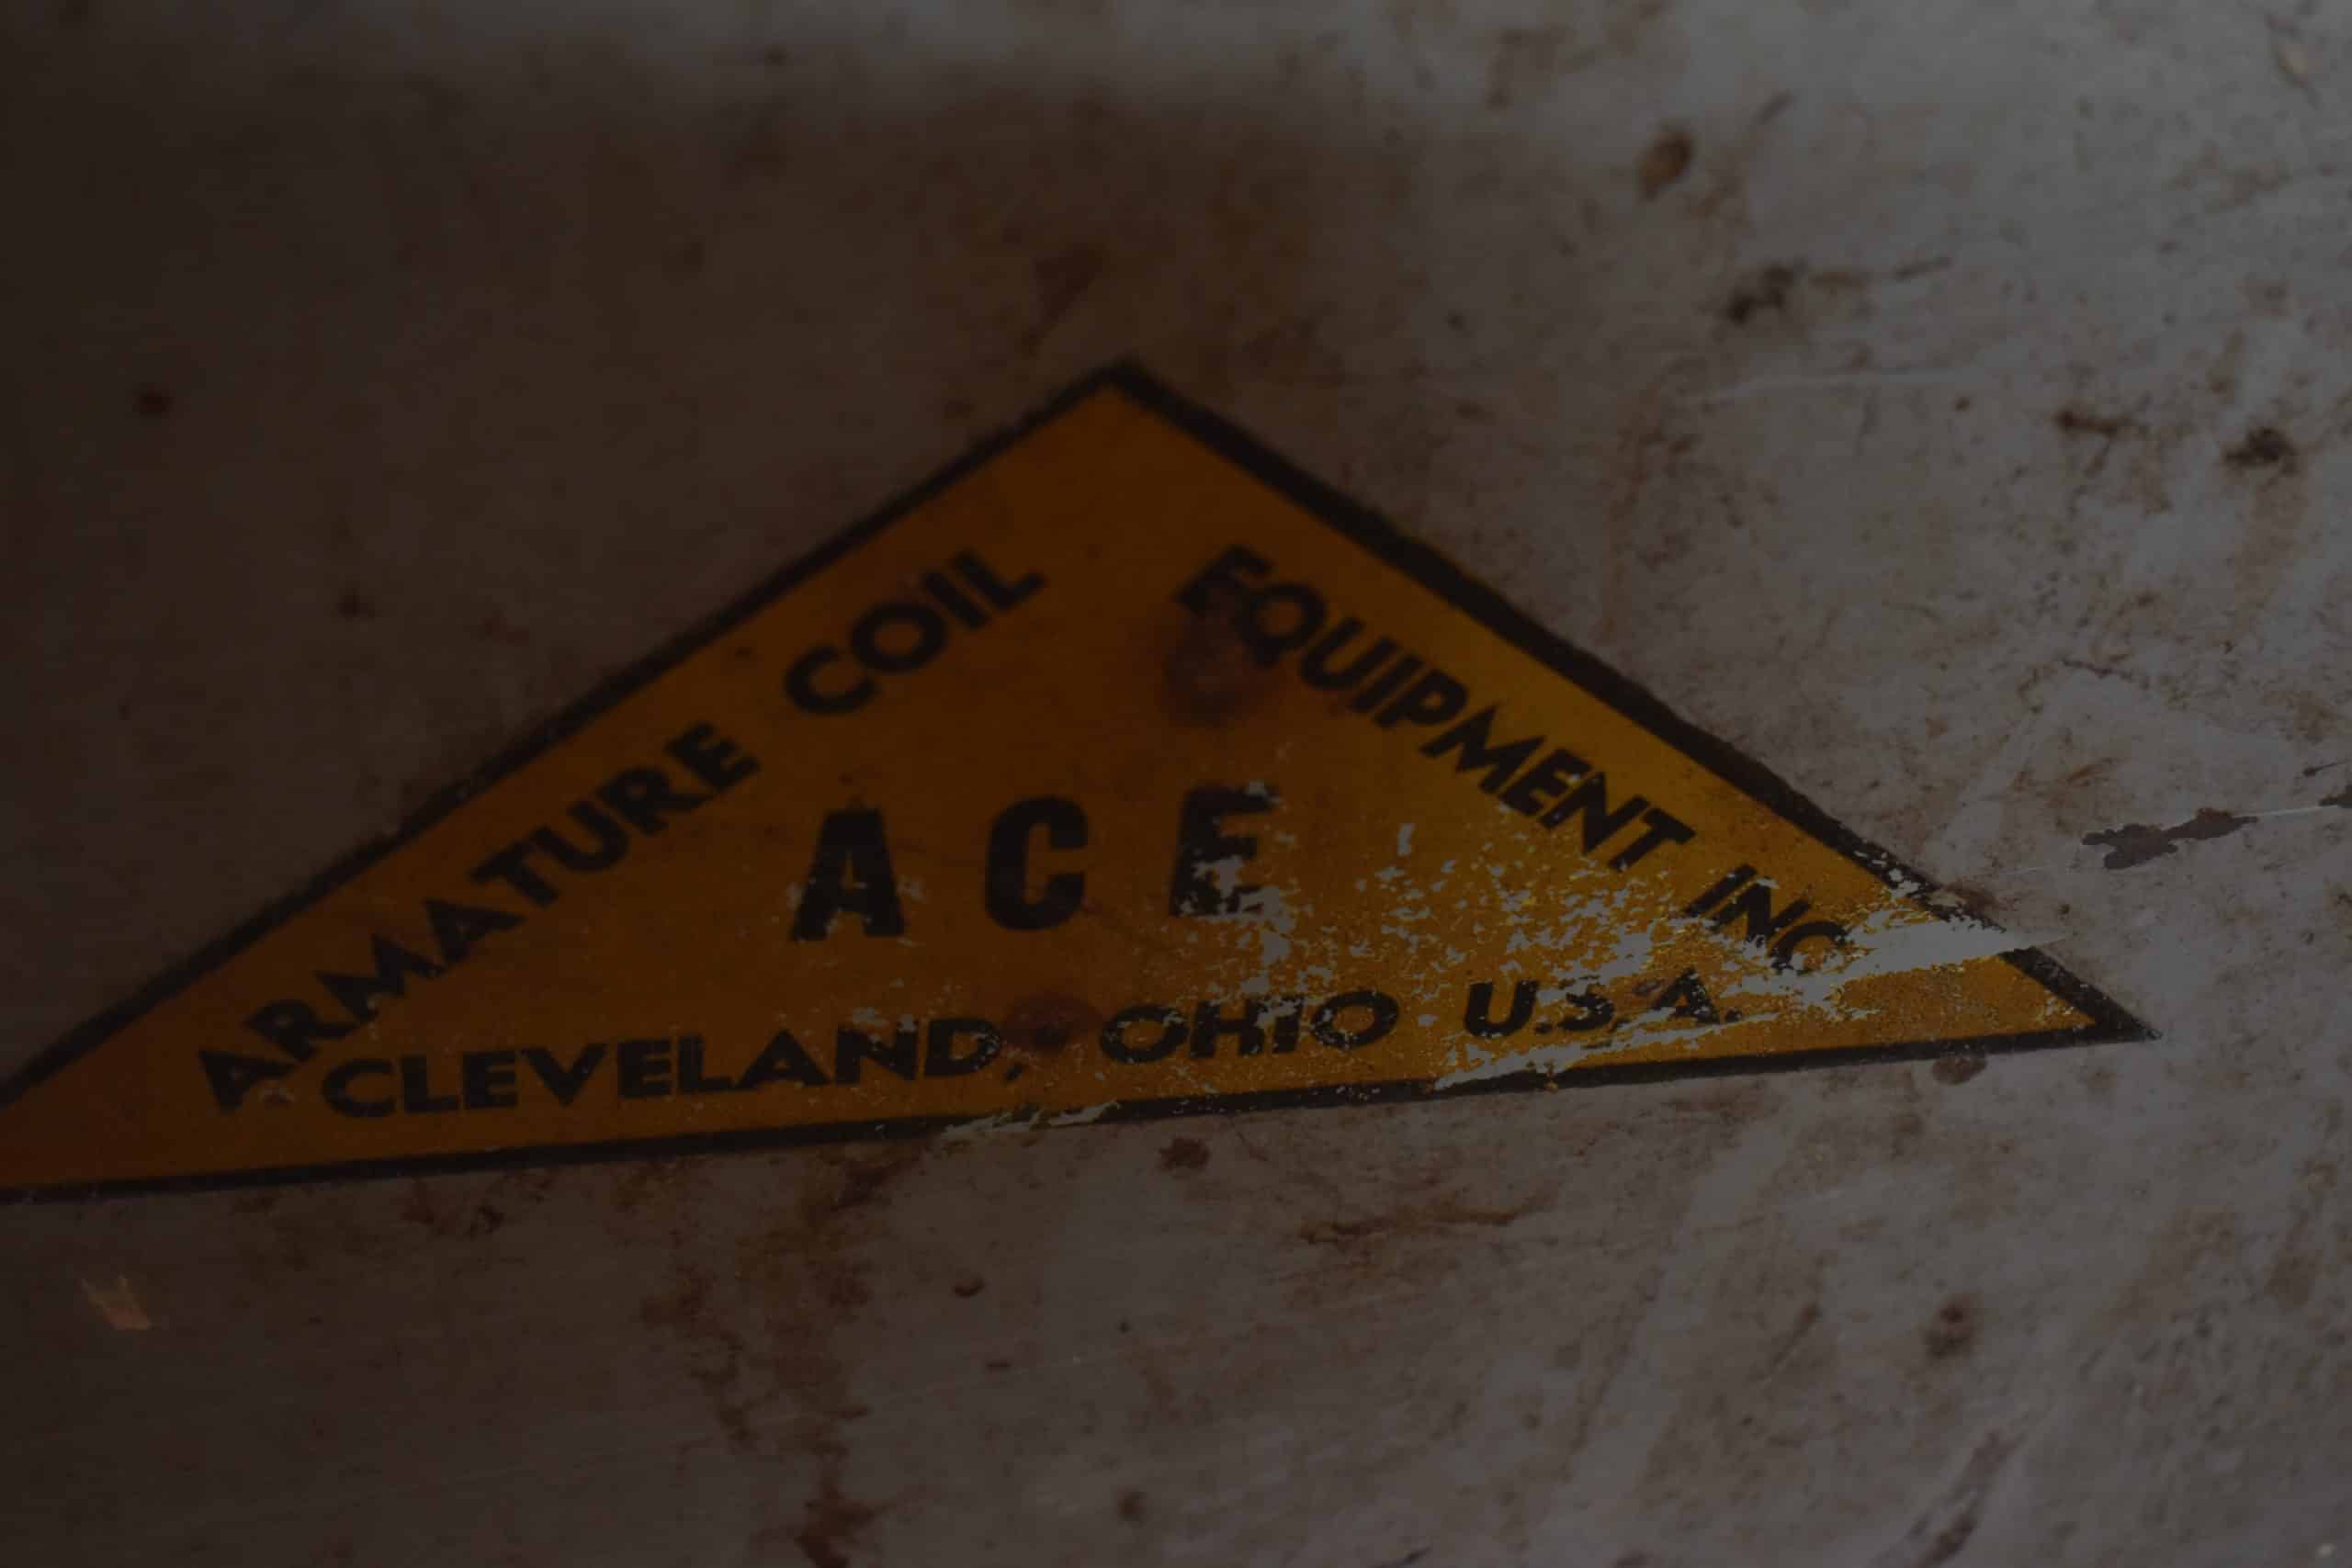 ARMATURE COIL
EQUIPMENT INC
ACE
CLEVELAND, OHIO U.S.A.